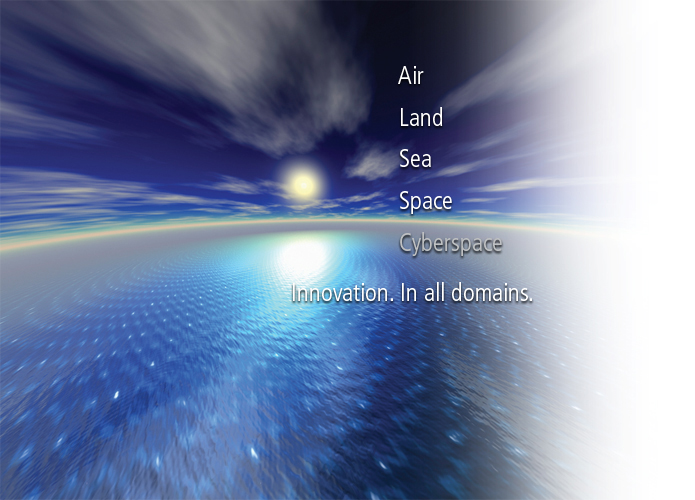 Air
Land
Sea
Space
Cyberspace
Innovation. In all domains.